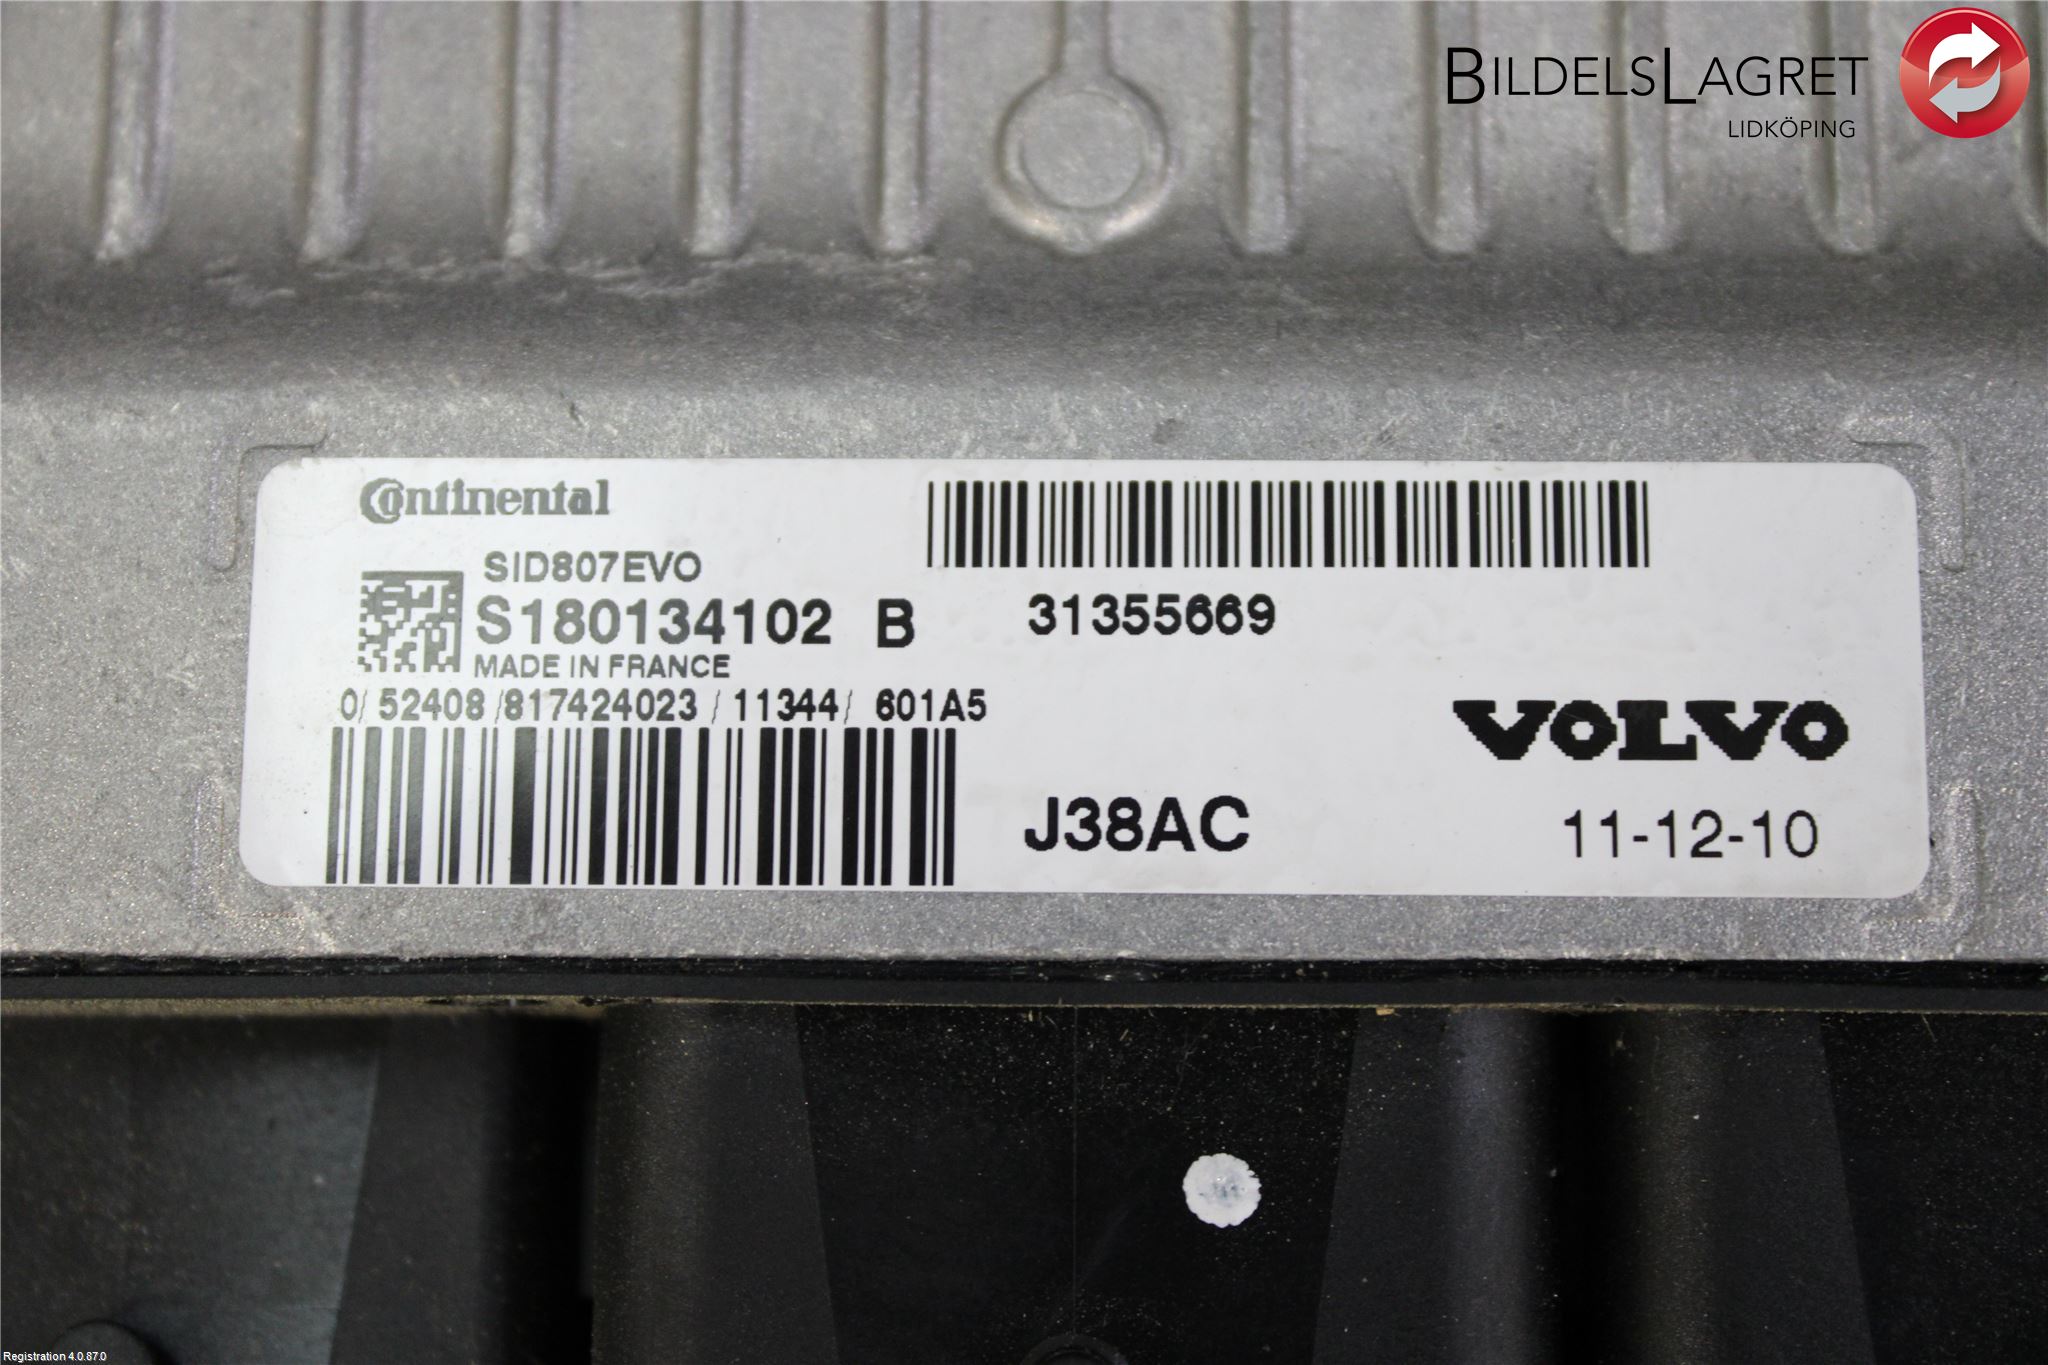 BILDELSLAGRET
LIDKÖPING
Continental
SID807EVO
S180134102 B
31355669
MADE IN FRANCE
0/ 52408 /817424023 / 11344/ 601A5
VOLVO
J38AC
11-12-10
Registration 4.0.87.0